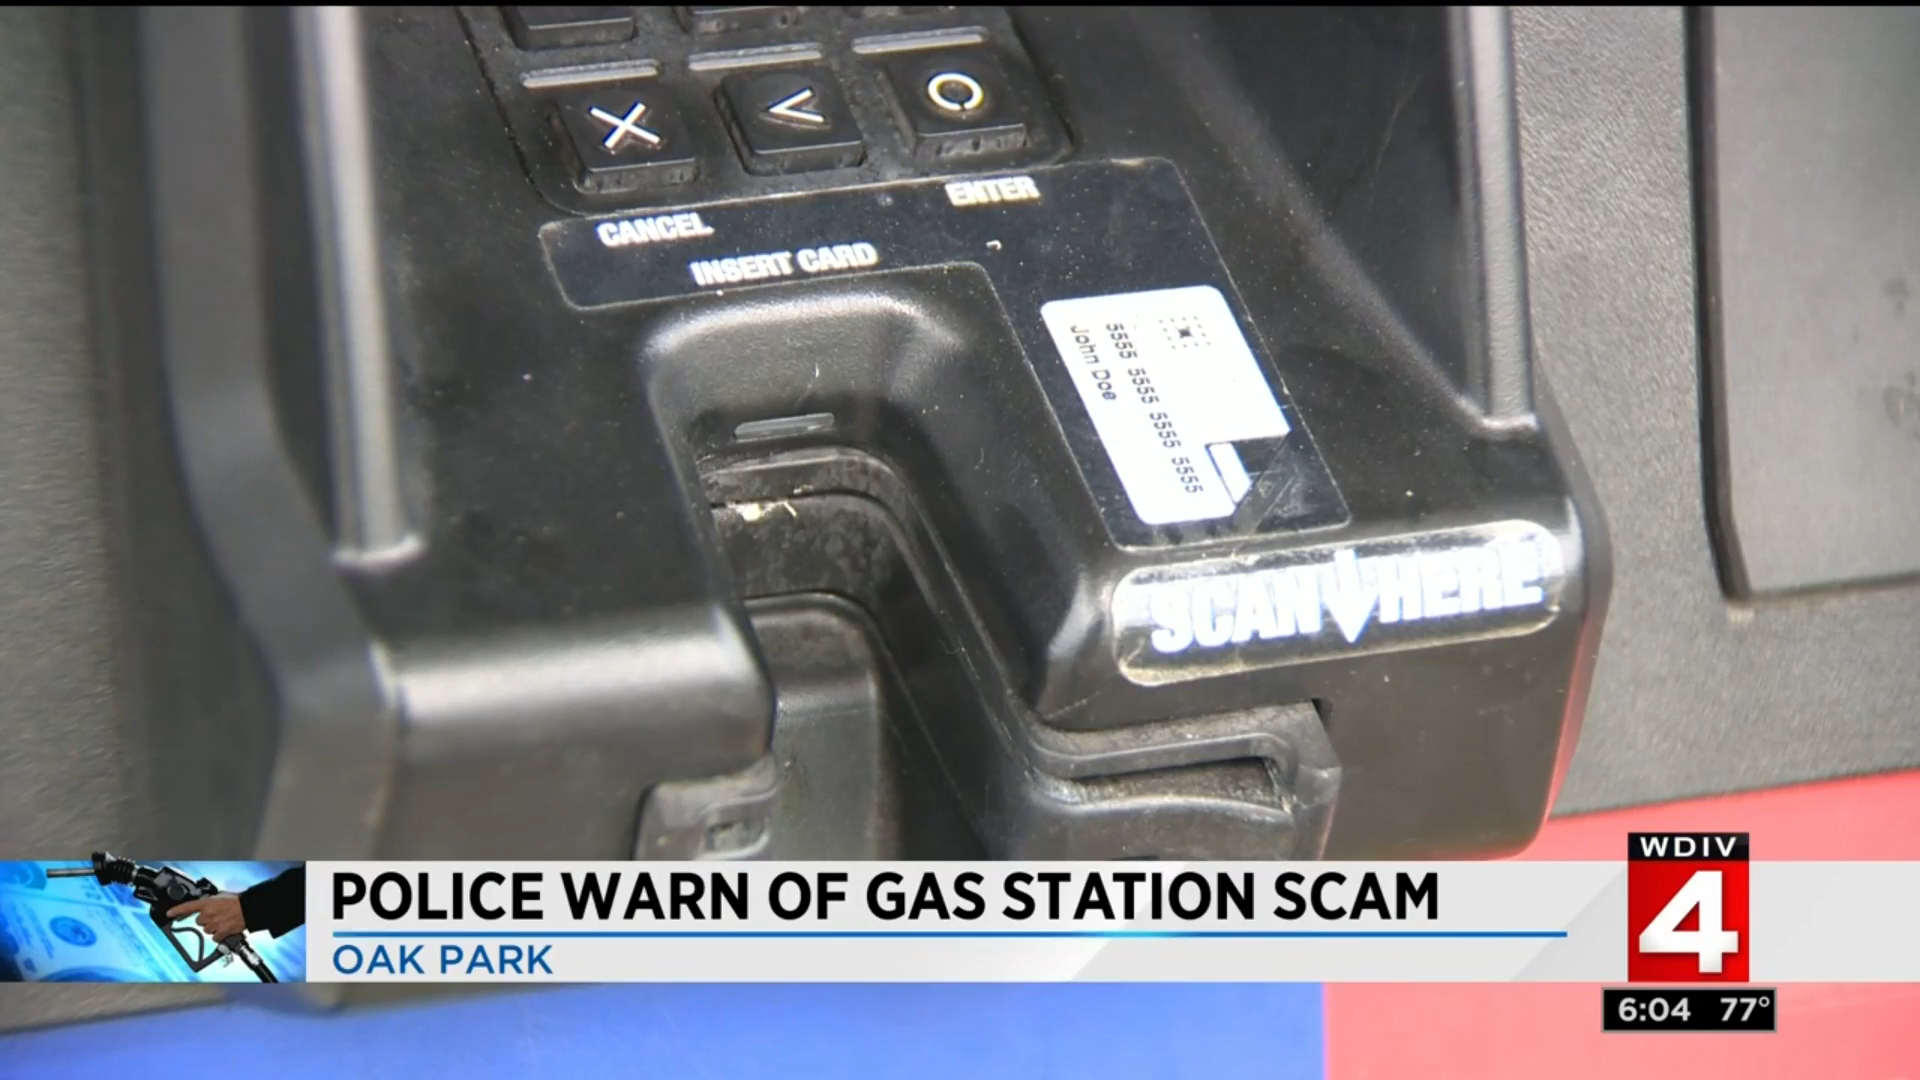 CANCEL
ENTER
INSERT CARD
5555 5555 5555 5555
John Doe
SCAN HERE
POLICE WARN OF GAS STATION SCAM
OAK PARK
WDIV
4
6:04 77°